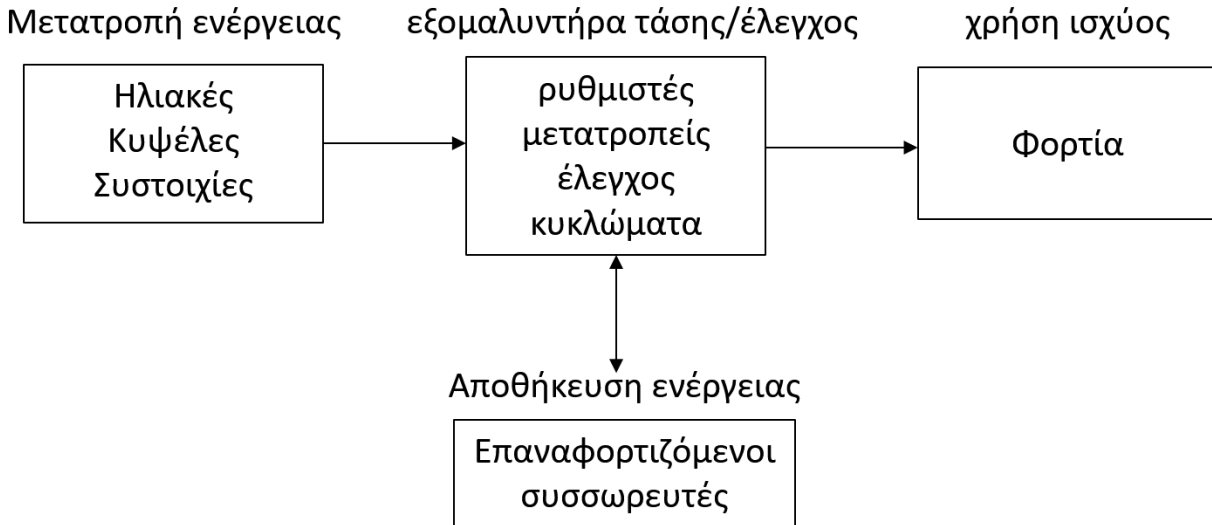 Μετατροπή ενέργειας
εξομαλυντήρα τάσης/έλεγχος
χρήση ισχύος
Ηλιακές
Κυψέλες
Συστοιχίες
ρυθμιστές
μετατροπείς
έλεγχος
κυκλώματα
Φορτία
Αποθήκευση ενέργειας
Επαναφορτιζόμενοι
συσσωρευτές